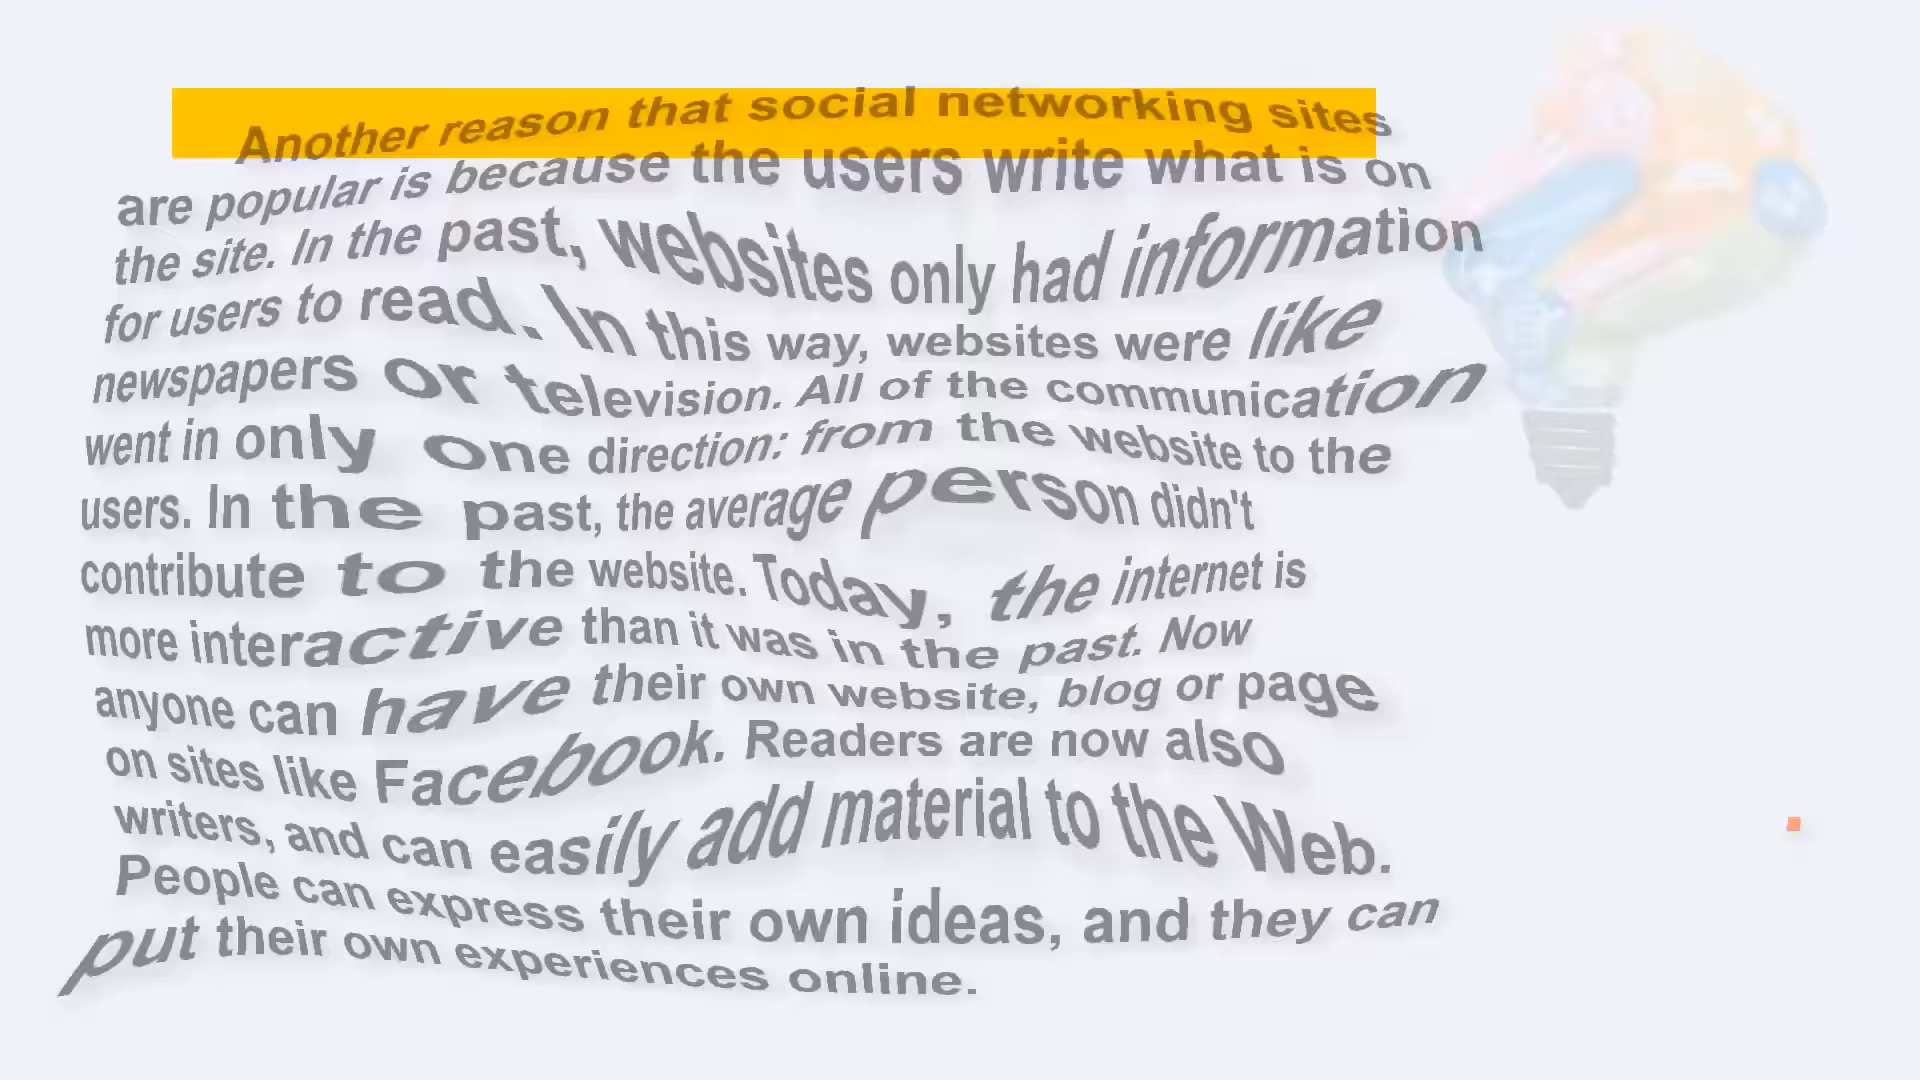 Another reason that social networking sites
are popular is because the users write what is on
the site. In the past, websites only had information
for users to read. In this way, websites were like
newspapers or television. All of the communication
went in only one direction: from the website to the
users. In the past, the average person didn't
contribute to the website. Today, the internet is
more interactive than it was in the past. Now
anyone can have their own website, blog or page
on sites like Facebook. Readers are now also
writers, and can easily add material to the Web.
People can express their own ideas, and they can
put their own experiences online.